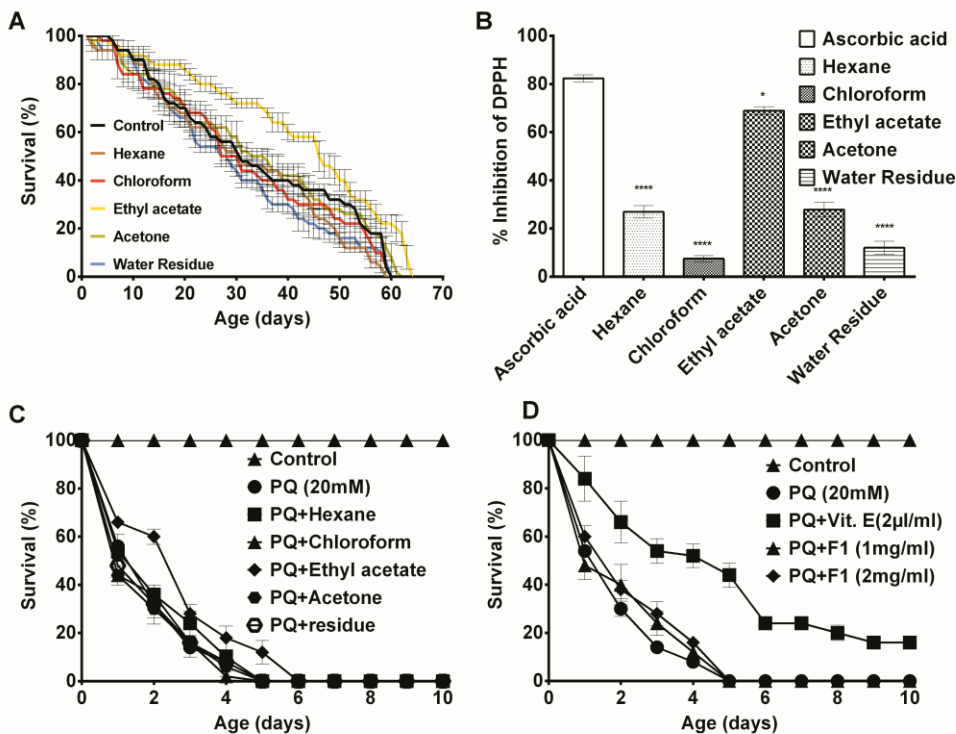 A
100
80
60
40
20
0
Survival (%)
Control
Hexane
Chloroform
Ethyl acetate
Acetone
Water Residue
0 10 20 30 40 50 60 70
Age (days)
B
100
80
60
40
20
0
% Inhibition of DPPH
****
****
*
****
****
Ascorbic acid
Hexane
Chloroform
Ethyl acetate
Acetone
Water Residue
Ascorbic acid
Hexane
Chloroform
Ethyl acetate
Acetone
Water Residue
C
100
80
60
40
20
0
Survival (%)
Control
PQ (20mM)
PQ+Hexane
PQ+Chloroform
PQ+Ethyl acetate
PQ+Acetone
PQ+residue
0 2 4 6 8 10
Age (days)
D
100
80
60
40
20
0
Survival (%)
Control
PQ (20mM)
PQ+Vit. E(2µl/ml)
PQ+F1 (1mg/ml)
PQ+F1 (2mg/ml)
0 2 4 6 8 10
Age (days)